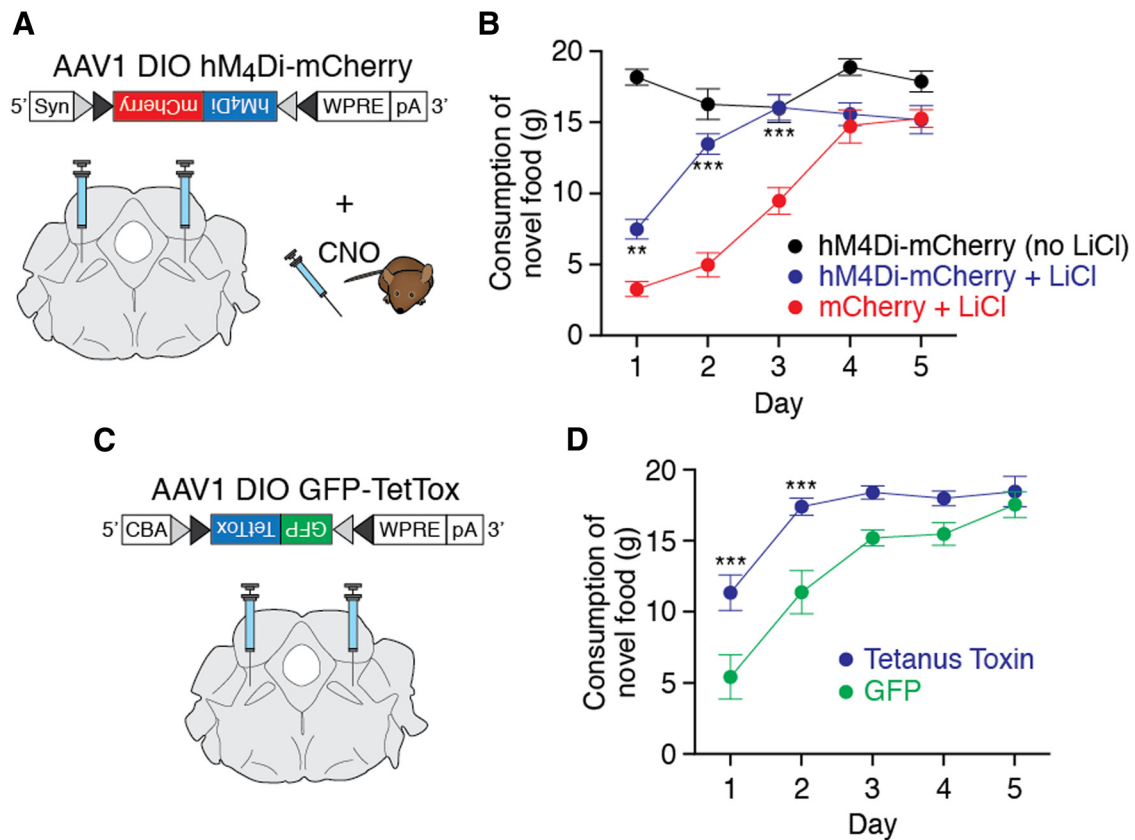 A
AAV1 DIO hM4Di-mCherry
5' Syn mCherry hM4Di WPRE pA 3'
+
CNO
B
Consumption of
novel food (g)
20
15
10
5
0
**
***
***
hM4Di-mCherry (no LiCl)
hM4Di-mCherry + LiCl
mCherry + LiCl
1 2 3 4 5
Day
C
AAV1 DIO GFP-TetTox
5' CBA TetTox GFP WPRE pA 3'
D
Consumption of
novel food (g)
20
15
10
5
0
***
***
Tetanus Toxin
GFP
1 2 3 4 5
Day